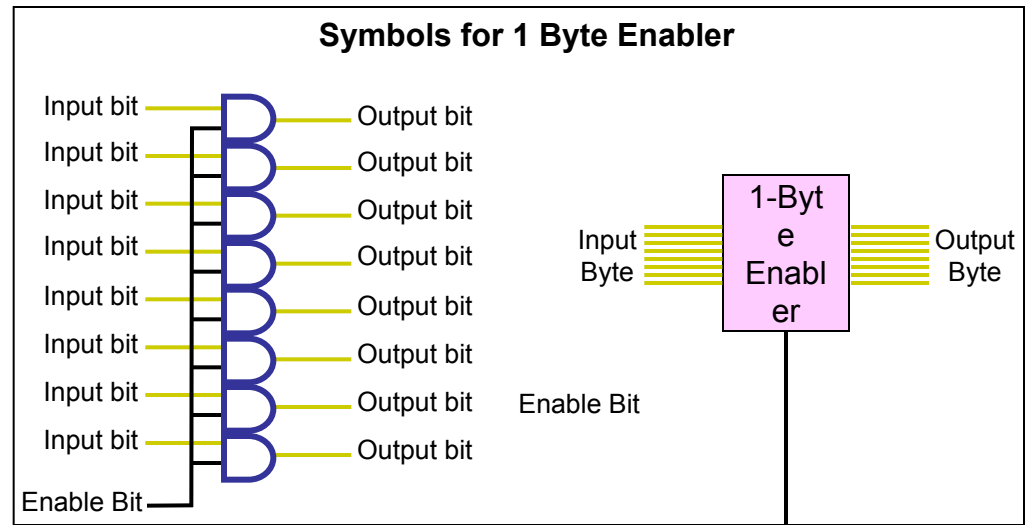 Symbols for 1 Byte Enabler
Input bit
Output bit
Input bit
Output bit
Input bit
Output bit
Input bit
Output bit
Input bit
Output bit
Input bit
Output bit
Input bit
Output bit
Input bit
Output bit
Enable Bit
Input
Byte
1-Byt
e
Enabl
er
Output
Byte
Enable Bit